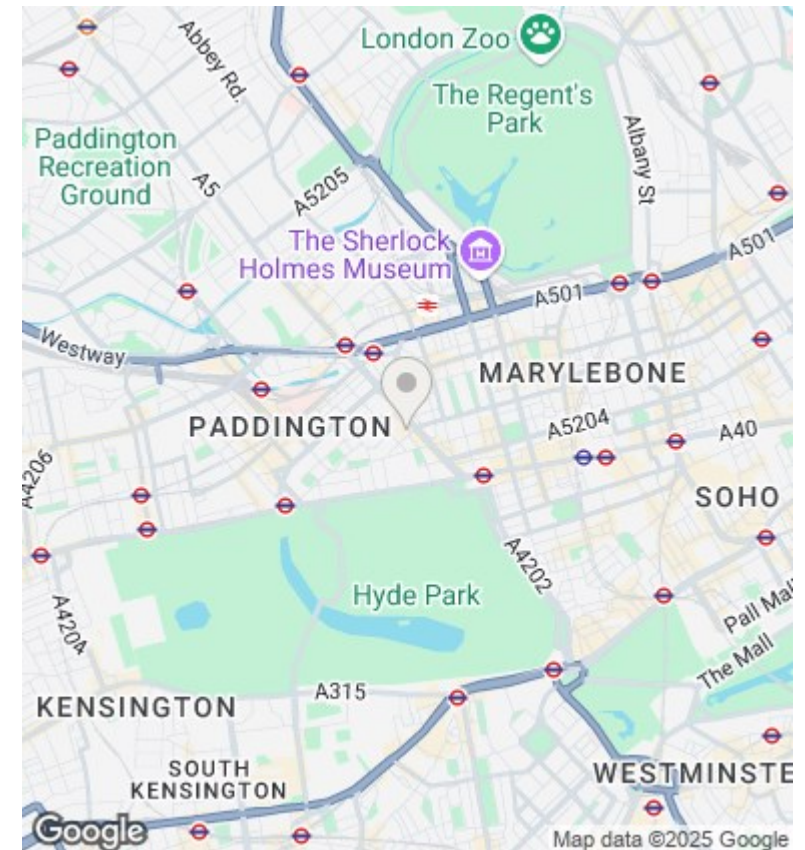 London Zoo
Abbey Rd.
The Regent's
Park
Albany St
Paddington
Recreation
Ground
A5
A5205
The Sherlock
Holmes Museum
A501
A501
Westway
MARYLEBONE
PADDINGTON
A5204
A40
A4206
SOHO
A4202
Hyde Park
A4204
Pall Mall
The Mall
A315
KENSINGTON
SOUTH
KENSINGTON
WESTMINSTE
Google
Map data ©2025 Google